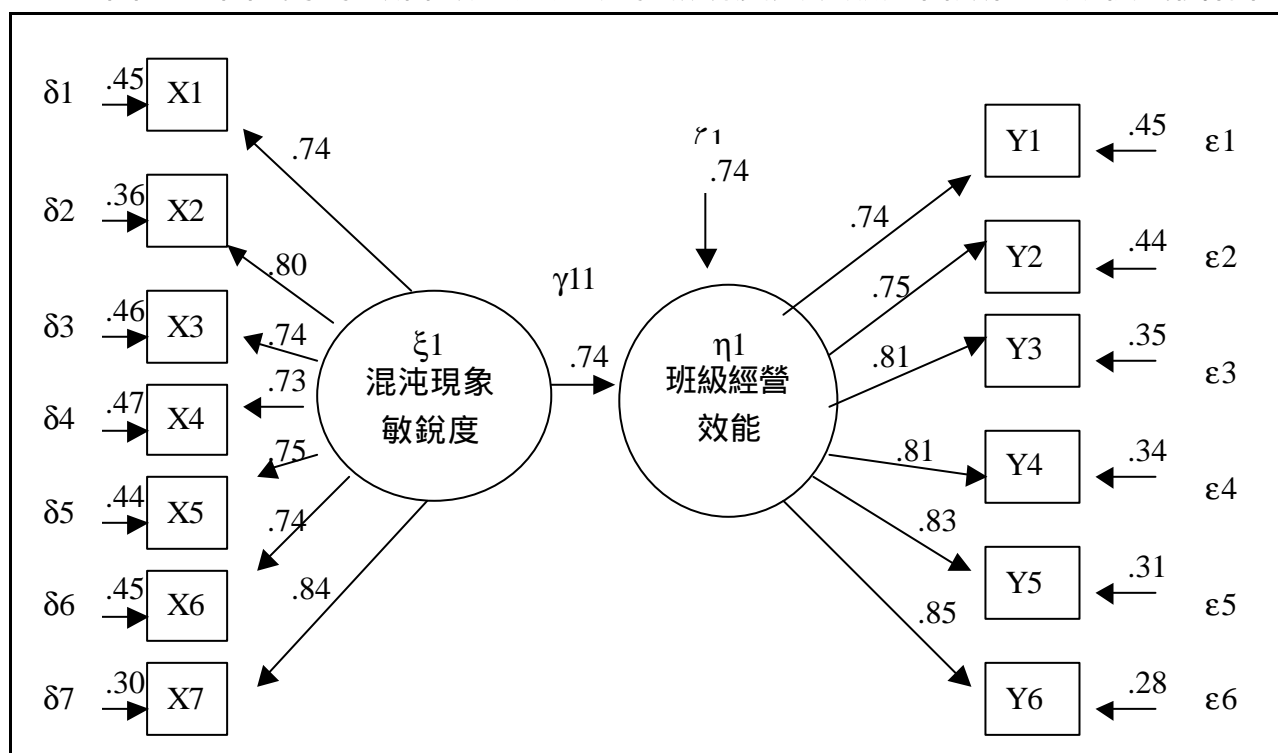 δ1 .45 X1
.74
δ2 .36 X2
.80
δ3 .46 X3
.74
δ4 .47 X4
.73
δ5 .44 X5
.75
δ6 .45 X6
.74
δ7 .30 X7
.84
ξ1
混沌現象
敏銳度
γ11
.74
ζ1
.74
η1
班級經營
效能
.74
Y1 .45 ε1
.75
Y2 .44 ε2
.81
Y3 .35 ε3
.81
Y4 .34 ε4
.83
Y5 .31 ε5
.85
Y6 .28 ε6